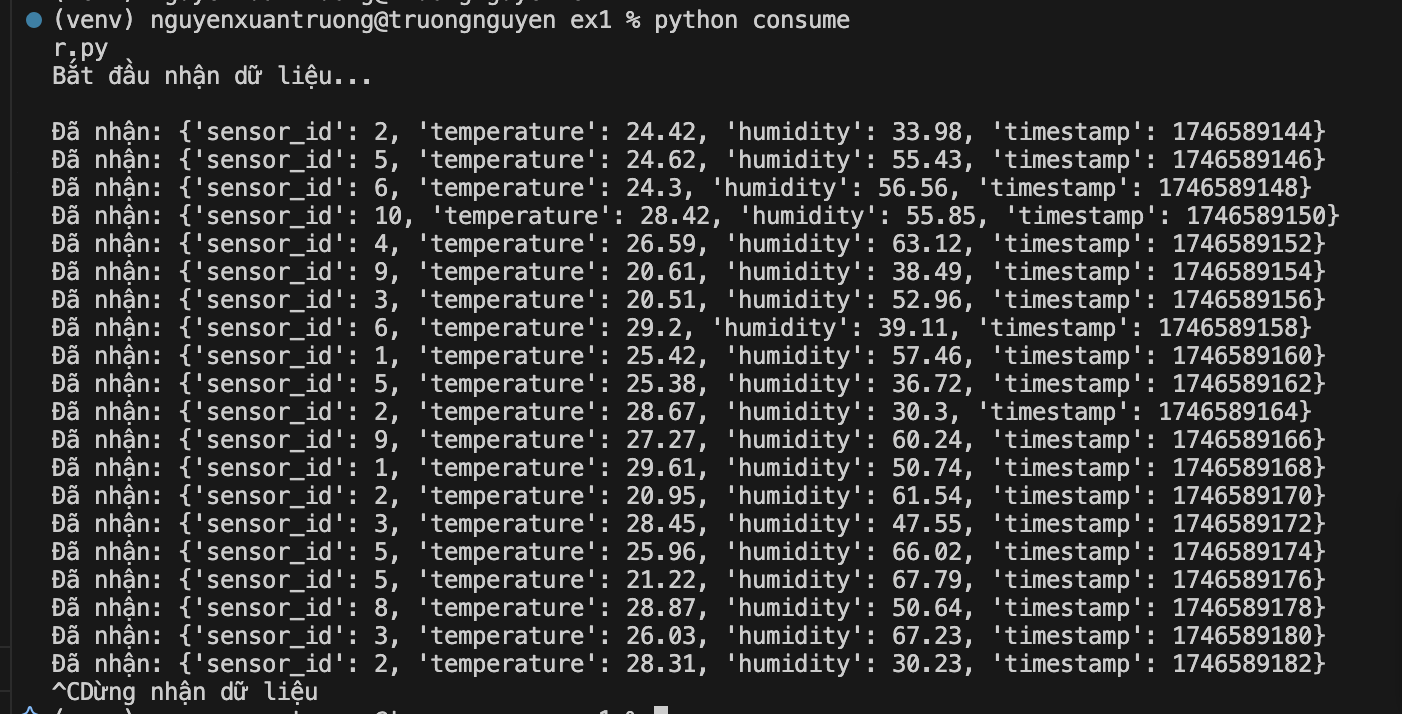 (venv) nguyenxuantruong@truongnguyen ex1 % python consume
r.py
Bắt đầu nhận dữ liệu...
Đã nhận: {'sensor_id': 2, 'temperature': 24.42, 'humidity': 33.98, 'timestamp': 1746589144}
Đã nhận: {'sensor_id': 5, 'temperature': 24.62, 'humidity': 55.43, 'timestamp': 1746589146}
Đã nhận: {'sensor_id': 6, 'temperature': 24.3, 'humidity': 56.56, 'timestamp': 1746589148}
Đã nhận: {'sensor_id': 10, 'temperature': 28.42, 'humidity': 55.85, 'timestamp': 1746589150}
Đã nhận: {'sensor_id': 4, 'temperature': 26.59, 'humidity': 63.12, 'timestamp': 1746589152}
Đã nhận: {'sensor_id': 9, 'temperature': 20.61, 'humidity': 38.49, 'timestamp': 1746589154}
Đã nhận: {'sensor_id': 3, 'temperature': 20.51, 'humidity': 52.96, 'timestamp': 1746589156}
Đã nhận: {'sensor_id': 6, 'temperature': 29.2, 'humidity': 39.11, 'timestamp': 1746589158}
Đã nhận: {'sensor_id': 1, 'temperature': 25.42, 'humidity': 57.46, 'timestamp': 1746589160}
Đã nhận: {'sensor_id': 5, 'temperature': 25.38, 'humidity': 36.72, 'timestamp': 1746589162}
Đã nhận: {'sensor_id': 2, 'temperature': 28.67, 'humidity': 30.3, 'timestamp': 1746589164}
Đã nhận: {'sensor_id': 9, 'temperature': 27.27, 'humidity': 60.24, 'timestamp': 1746589166}
Đã nhận: {'sensor_id': 1, 'temperature': 29.61, 'humidity': 50.74, 'timestamp': 1746589168}
Đã nhận: {'sensor_id': 2, 'temperature': 20.95, 'humidity': 61.54, 'timestamp': 1746589170}
Đã nhận: {'sensor_id': 3, 'temperature': 28.45, 'humidity': 47.55, 'timestamp': 1746589172}
Đã nhận: {'sensor_id': 5, 'temperature': 25.96, 'humidity': 66.02, 'timestamp': 1746589174}
Đã nhận: {'sensor_id': 5, 'temperature': 21.22, 'humidity': 67.79, 'timestamp': 1746589176}
Đã nhận: {'sensor_id': 8, 'temperature': 28.87, 'humidity': 50.64, 'timestamp': 1746589178}
Đã nhận: {'sensor_id': 3, 'temperature': 26.03, 'humidity': 67.23, 'timestamp': 1746589180}
Đã nhận: {'sensor_id': 2, 'temperature': 28.31, 'humidity': 30.23, 'timestamp': 1746589182}
^CDừng nhận dữ liệu